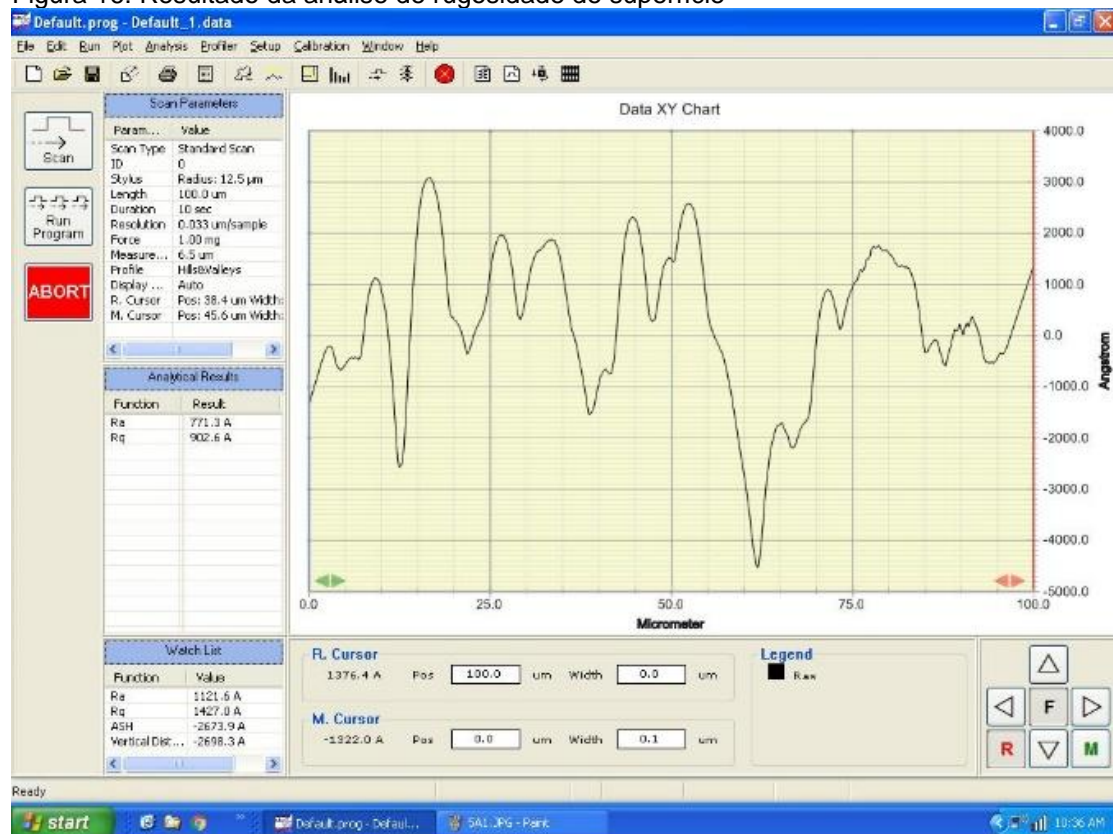 Figura 13: Resultado da análise de rugosidade de superfície
Default.prog - Default_1.data
File Edit Run Plot Analysis Profiler Setup Calibration Window Help
Scan
Run
Program
ABORT
Scan Parameters
Param... Value
Scan Type Standard Scan
ID 0
Stylus Radius: 12.5 µm
Length 100.0 um
Duration 10 sec
Resolution 0.033 um/sample
Force 1.00 mg
Measure... 6.5 um
Profile Hills&Valleys
Display ... Auto
R. Cursor Pos: 38.4 um Width:
M. Cursor Pos: 45.6 um Width:
Analytical Results
Function Result
Ra 771.3 A
Rq 902.6 A
Watch List
Function Value
Ra 1121.6 A
Rq 1427.0 A
ASH -2673.9 A
Vertical Dist... -2698.3 A
Data XY Chart
4000.0
3000.0
2000.0
1000.0
0.0
-1000.0
-2000.0
-3000.0
-4000.0
-5000.0
Angstrom
0.0 25.0 50.0 75.0 100.0
Micrometer
R. Cursor
1376.4 A Pos 100.0 um Width 0.0 um
M. Cursor
-1322.0 A Pos 0.0 um Width 0.1 um
Legend
Raw
F
R M
Ready
start Default.prog - Defaul... 5A1.JPG - Paint 10:36 AM